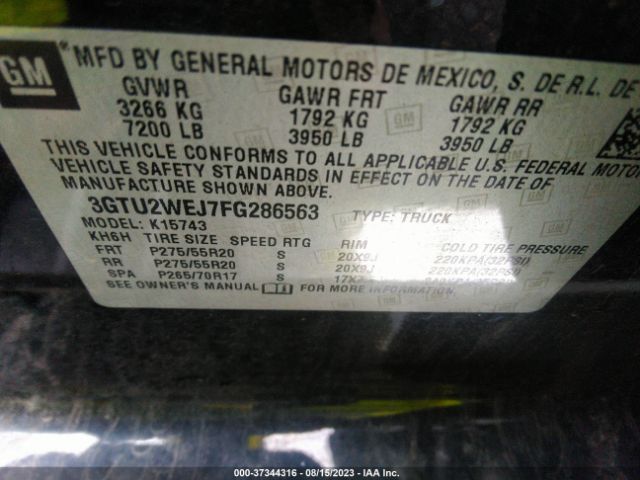 GM
MFD BY GENERAL MOTORS DE MEXICO, S. DE R.L. DE
GVWR GAWR FRT GAWR RR
3266 KG 1792 KG 1792 KG
7200 LB 3950 LB 3950 LB
THIS VEHICLE CONFORMS TO ALL APPLICABLE U.S. FEDERAL MOTOR
VEHICLE SAFETY STANDARDS IN EFFECT ON THE DATE OF
MANUFACTURE SHOWN ABOVE.
3GTU2WEJ7FG286563 TYPE: TRUCK
MODEL: K15743
KH6H TIRE SIZE SPEED RTG RIM COLD TIRE PRESSURE
FRT P275/55R20 S 20X9J 220KPA(32PSI)
RR P275/55R20 S 20X9J 220KPA(32PSI)
SPA P265/70R17 S
SEE OWNER'S MANUAL FOR MORE INFORMATION.
000-37344316 - 08/15/2023 - IAA Inc.